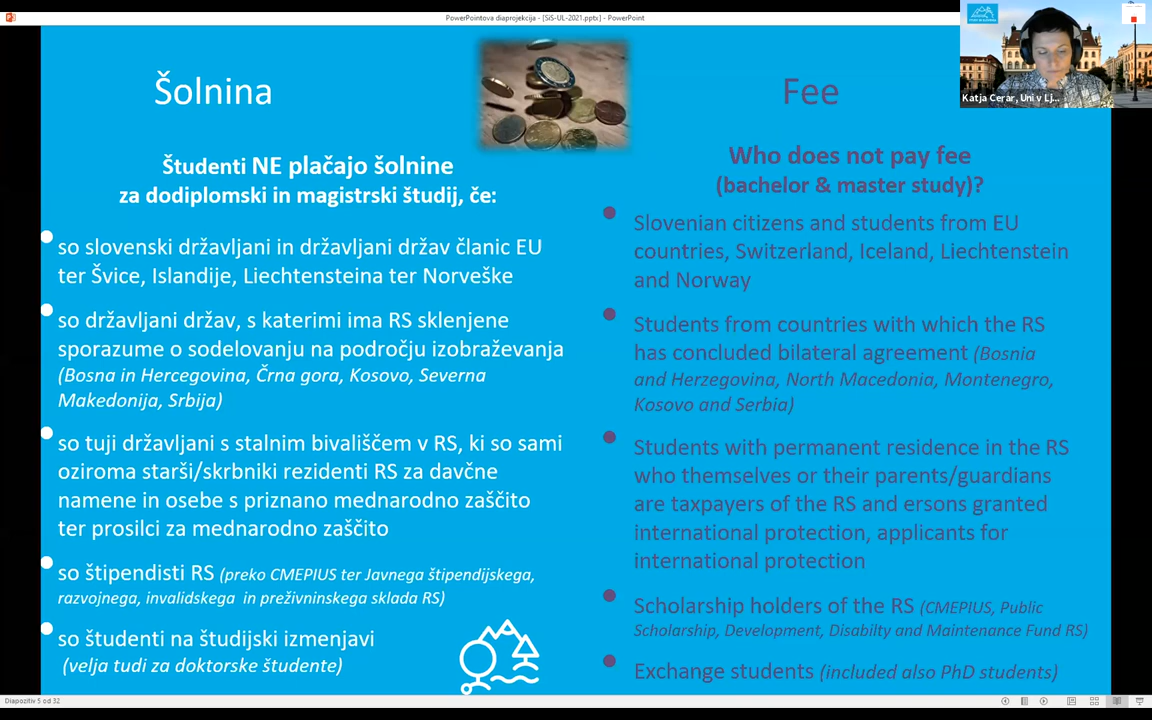 PowerPointova diaprojekcija - [SiS-UL-2021.pptx] - PowerPoint
Katja Cerar, Uni v Lj...
Šolnina
Študenti NE plačajo šolnine
za dodiplomski in magistrski študij, če:
so slovenski državljani in državljani držav članic EU
ter Švice, Islandije, Liechtensteina ter Norveške
so državljani držav, s katerimi ima RS sklenjene
sporazume o sodelovanju na področju izobraževanja
(Bosna in Hercegovina, Črna gora, Kosovo, Severna
Makedonija, Srbija)
so tuji državljani s stalnim bivališčem v RS, ki so sami
oziroma starši/skrbniki rezidenti RS za davčne
namene in osebe s priznano mednarodno zaščito
ter prosilci za mednarodno zaščito
so štipendisti RS (preko CMEPIUS ter Javnega štipendijskega,
razvojnega, invalidskega in preživninskega sklada RS)
so študenti na študijski izmenjavi
(velja tudi za doktorske študente)
Fee
Who does not pay fee
(bachelor & master study)?
Slovenian citizens and students from EU
countries, Switzerland, Iceland, Liechtenstein
and Norway
Students from countries with which the RS
has concluded bilateral agreement (Bosnia
and Herzegovina, North Macedonia, Montenegro,
Kosovo and Serbia)
Students with permanent residence in the RS
who themselves or their parents/guardians
are taxpayers of the RS and ersons granted
international protection, applicants for
international protection
Scholarship holders of the RS (CMEPIUS, Public
Scholarship, Development, Disabilty and Maintenance Fund RS)
Exchange students (included also PhD students)
Diapozitiv 5 od 32